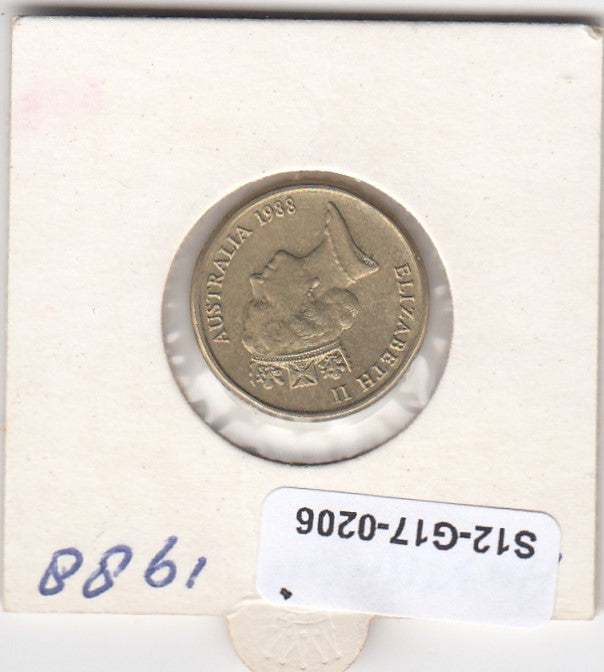 ELIZABETH II
AUSTRALIA 1988
S12-G17-0206
1988